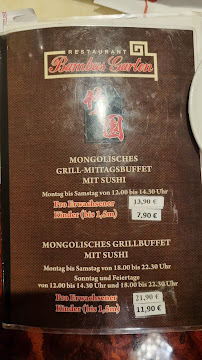 RESTAURANT
Bambus Garten
MONGOLISCHES
GRILL-MITTAGSBUFFET
MIT SUSHI
Montag bis Samstag von 12.00 bis 14.30 Uhr
Pro Erwachsener 13,90 €
Kinder (bis 1,5m) 7,90 €
MONGOLISCHES GRILLBUFFET
MIT SUSHI
Montag bis Samstag von 18.00 bis 22.30 Uhr
Sonntag und Feiertage
von 12.00 bis 14.30 Uhr und 18.00 bis 22.30 Uhr
Pro Erwachsener 21,90 €
Kinder (bis 1,5m) 11,90 €